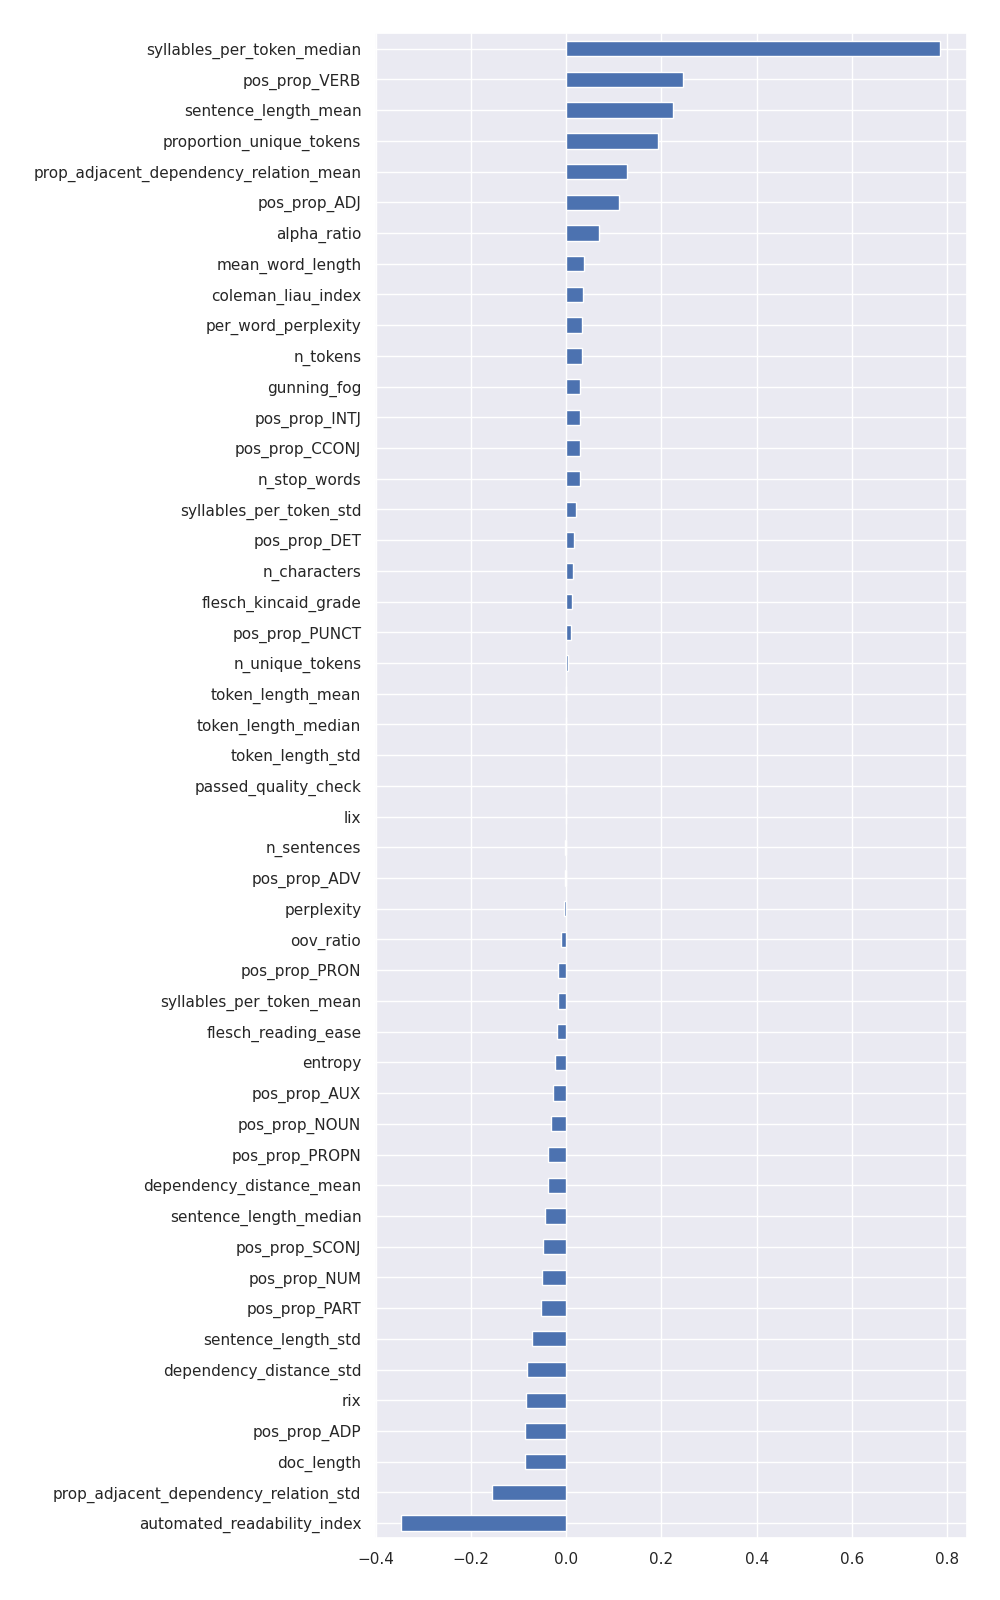 syllables_per_token_median
pos_prop_VERB
sentence_length_mean
proportion_unique_tokens
prop_adjacent_dependency_relation_mean
pos_prop_ADJ
alpha_ratio
mean_word_length
coleman_liau_index
per_word_perplexity
n_tokens
gunning_fog
pos_prop_INTJ
pos_prop_CCONJ
n_stop_words
syllables_per_token_std
pos_prop_DET
n_characters
flesch_kincaid_grade
pos_prop_PUNCT
n_unique_tokens
token_length_mean
token_length_median
token_length_std
passed_quality_check
lix
n_sentences
pos_prop_ADV
perplexity
oov_ratio
pos_prop_PRON
syllables_per_token_mean
flesch_reading_ease
entropy
pos_prop_AUX
pos_prop_NOUN
pos_prop_PROPN
dependency_distance_mean
sentence_length_median
pos_prop_SCONJ
pos_prop_NUM
pos_prop_PART
sentence_length_std
dependency_distance_std
rix
pos_prop_ADP
doc_length
prop_adjacent_dependency_relation_std
automated_readability_index
−0.4 −0.2 0.0 0.2 0.4 0.6 0.8